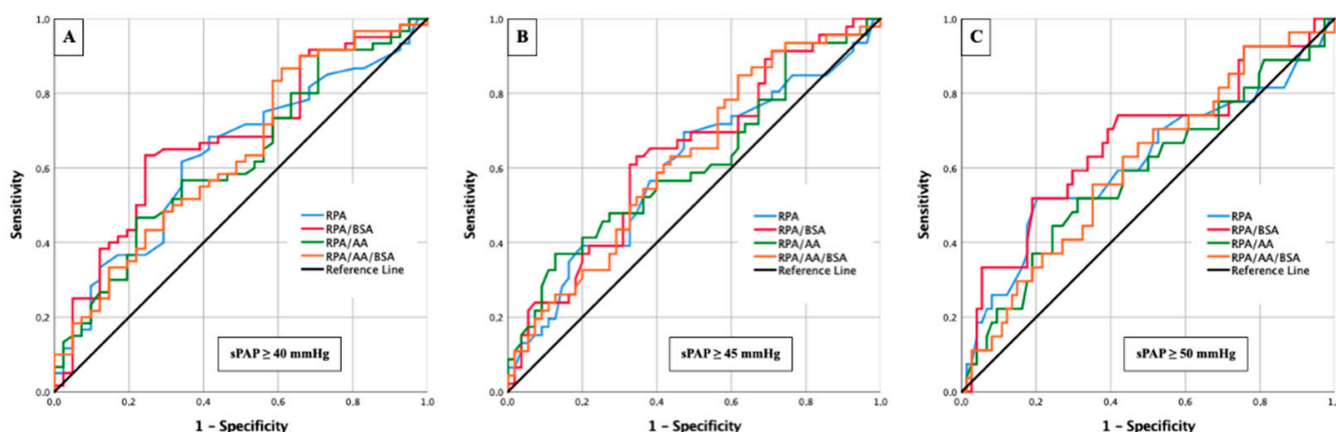 A
Sensitivity
1.0
0.8
0.6
0.4
0.2
0.0
RPA
RPA/BSA
RPA/AA
RPA/AA/BSA
Reference Line
sPAP ≥ 40 mmHg
0.0 0.2 0.4 0.6 0.8 1.0
1 - Specificity
B
Sensitivity
1.0
0.8
0.6
0.4
0.2
0.0
RPA
RPA/BSA
RPA/AA
RPA/AA/BSA
Reference Line
sPAP ≥ 45 mmHg
0.0 0.2 0.4 0.6 0.8 1.0
1 - Specificity
C
Sensitivity
1.0
0.8
0.6
0.4
0.2
0.0
RPA
RPA/BSA
RPA/AA
RPA/AA/BSA
Reference Line
sPAP ≥ 50 mmHg
0.0 0.2 0.4 0.6 0.8 1.0
1 - Specificity